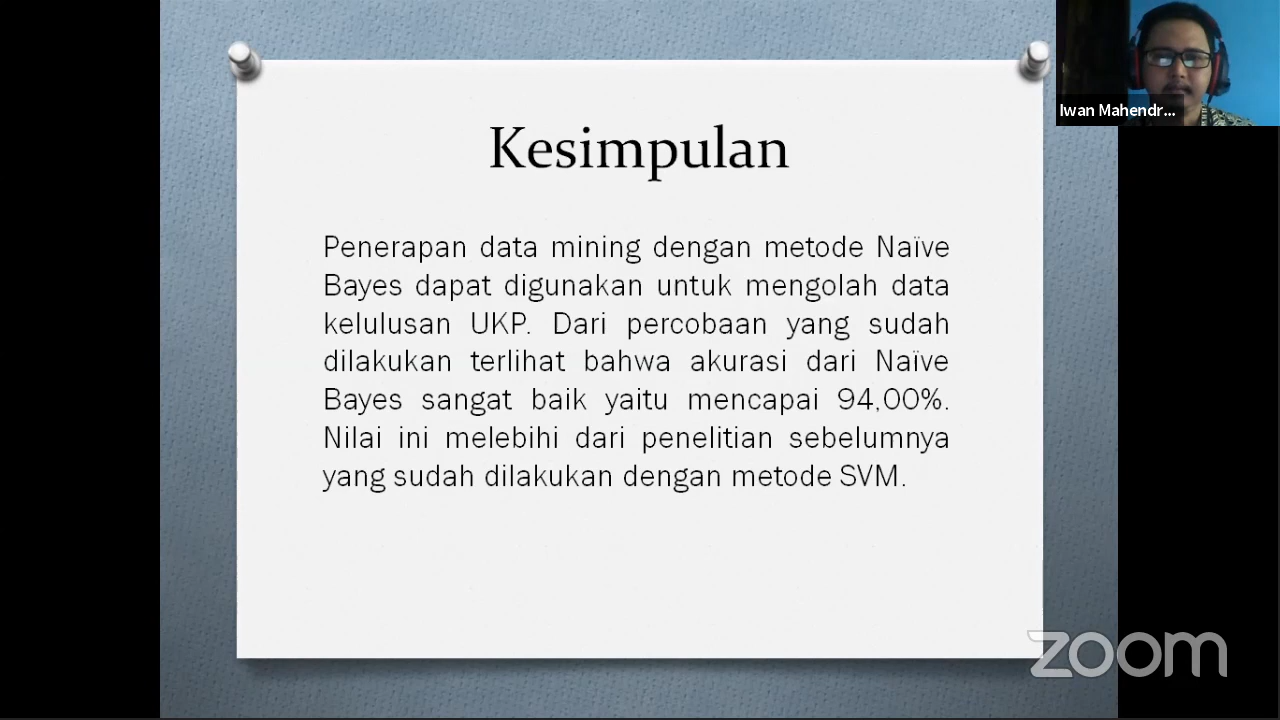 Iwan Mahendr...
Kesimpulan
Penerapan data mining dengan metode Naïve
Bayes dapat digunakan untuk mengolah data
kelulusan UKP. Dari percobaan yang sudah
dilakukan terlihat bahwa akurasi dari Naïve
Bayes sangat baik yaitu mencapai 94,00%.
Nilai ini melebihi dari penelitian sebelumnya
yang sudah dilakukan dengan metode SVM.
zoom